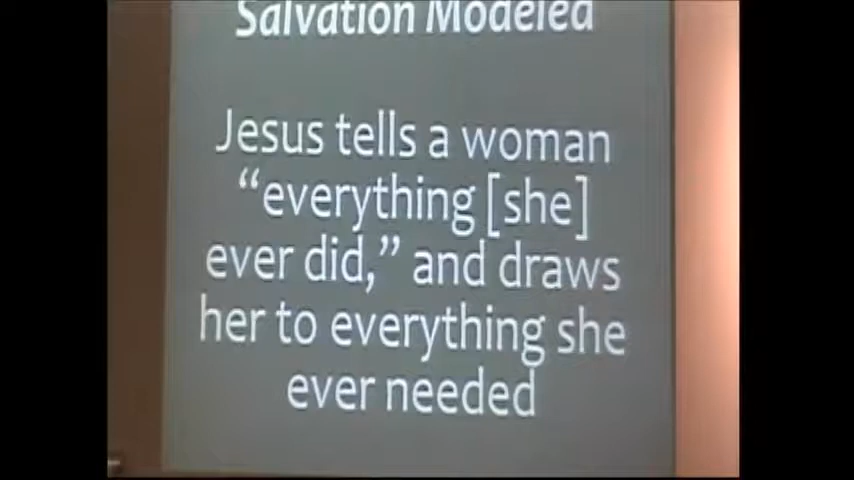 Salvation Modeled
Jesus tells a woman
“everything [she]
ever did,” and draws
her to everything she
ever needed